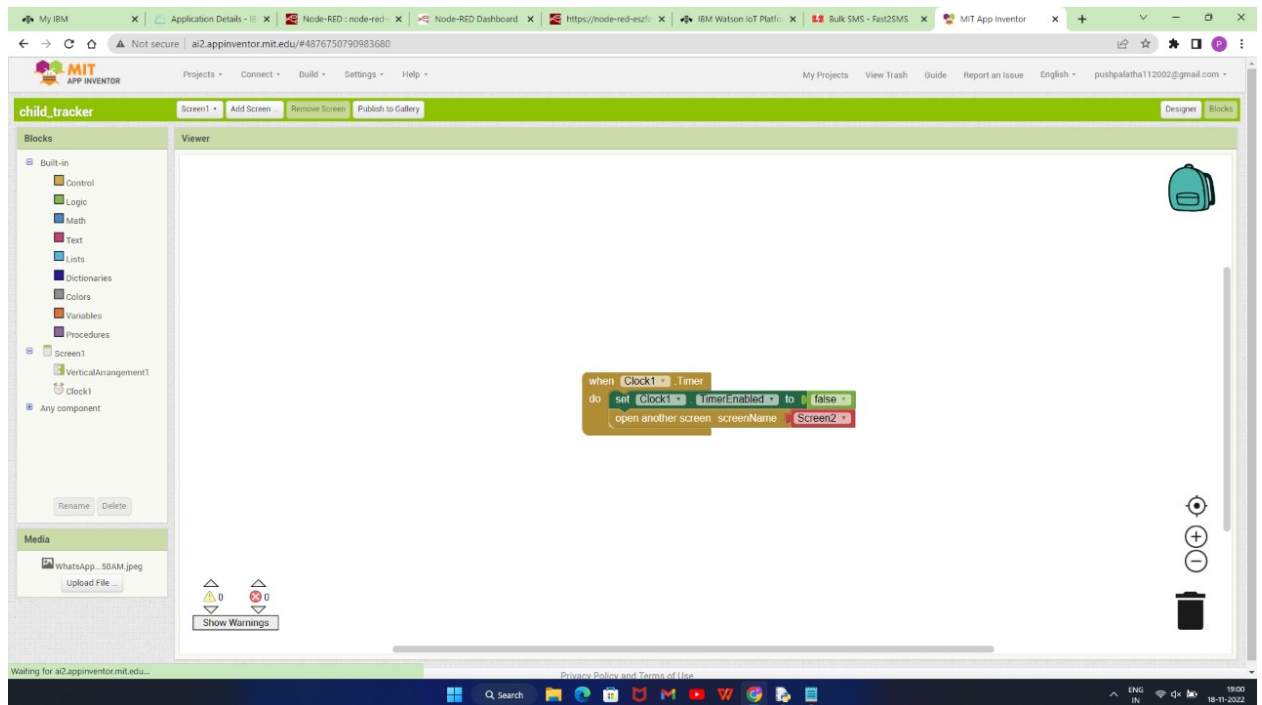 My IBM
Application Details - IB
Node-RED : node-red-
Node-RED Dashboard
https://node-red-eszf
IBM Watson IoT Platfo
Bulk SMS - Fast2SMS
MIT App Inventor
Not secure | ai2.appinventor.mit.edu/#4876750790983680
P
MIT
APP INVENTOR
Projects
Connect
Build
Settings
Help
My Projects
View Trash
Guide
Report an Issue
English
pushpalatha112002@gmail.com
child_tracker
Screen1
Add Screen ...
Remove Screen
Publish to Gallery
Designer
Blocks
Blocks
Viewer
Built-in
Control
Logic
Math
Text
Lists
Dictionaries
Colors
Variables
Procedures
Screen1
VerticalArrangement1
Clock1
Any component
Rename
Delete
Media
WhatsApp...50AM.jpeg
Upload File ...
when Clock1 .Timer
do set Clock1 . TimerEnabled to false
open another screen screenName Screen2
0
0
Show Warnings
Waiting for ai2.appinventor.mit.edu...
Privacy Policy and Terms of Use
Search
ENG
IN
19:00
18-11-2022